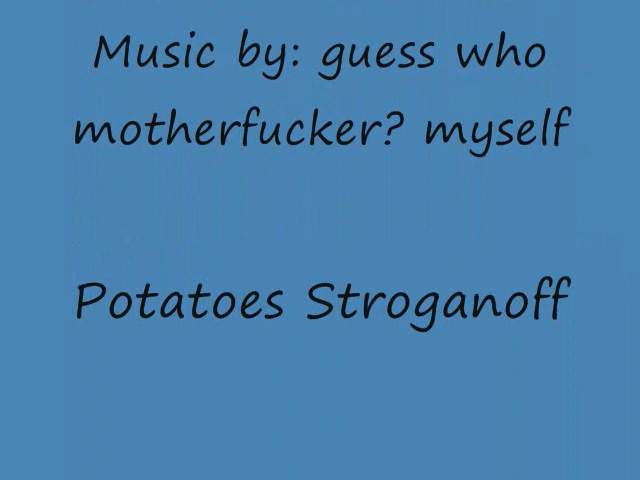 Music by: guess who
motherfucker? myself
Potatoes Stroganoff